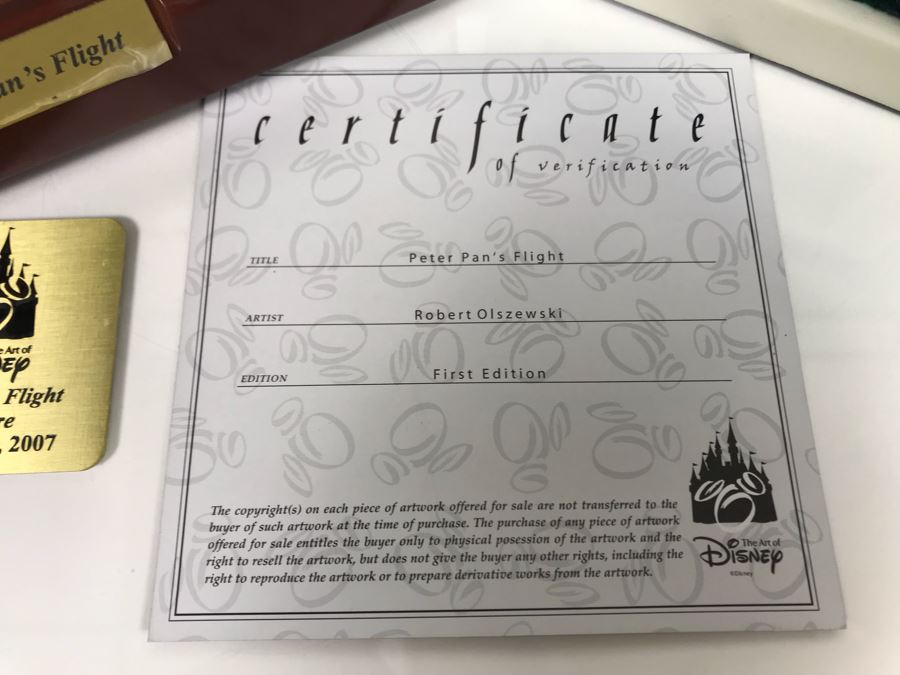 an's Flight
certificate
of verification
TITLE Peter Pan's Flight
ARTIST Robert Olszewski
EDITION First Edition
The copyright(s) on each piece of artwork offered for sale are not transferred to the
buyer of such artwork at the time of purchase. The purchase of any piece of artwork
offered for sale entitles the buyer only to physical posession of the artwork and the
right to resell the artwork, but does not give the buyer any other rights, including the
right to reproduce the artwork or to prepare derivative works from the artwork.
The Art of
Disney
©Disney
e Art of
EY
Flight
re
, 2007